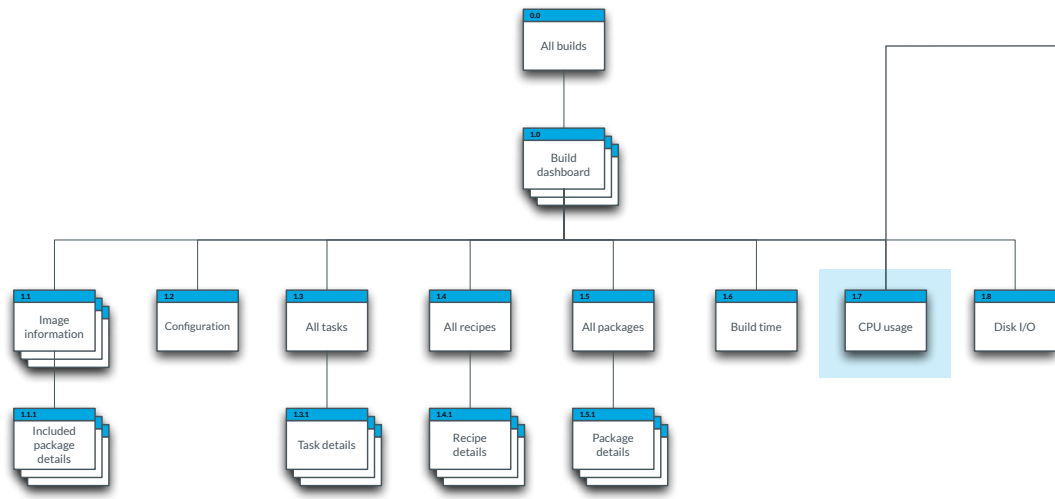 0.0
All builds
1.0
Build
dashboard
1.1
Image
information
1.2
Configuration
1.3
All tasks
1.4
All recipes
1.5
All packages
1.6
Build time
1.7
CPU usage
1.8
Disk I/O
1.1.1
Included
package
details
1.3.1
Task details
1.4.1
Recipe
details
1.5.1
Package
details